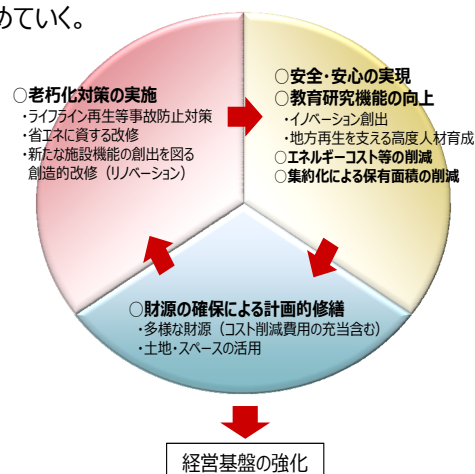 めていく。
○老朽化対策の実施
・ライフライン再生等事故防止対策
・省エネに資する改修
・新たな施設機能の創出を図る
創造的改修（リノベーション）
○安全・安心の実現
○教育研究機能の向上
・イノベーション創出
・地方再生を支える高度人材育成
○エネルギーコスト等の削減
○集約化による保有面積の削減
○財源の確保による計画的修繕
・多様な財源（コスト削減費用の充当含む）
・土地・スペースの活用
経営基盤の強化